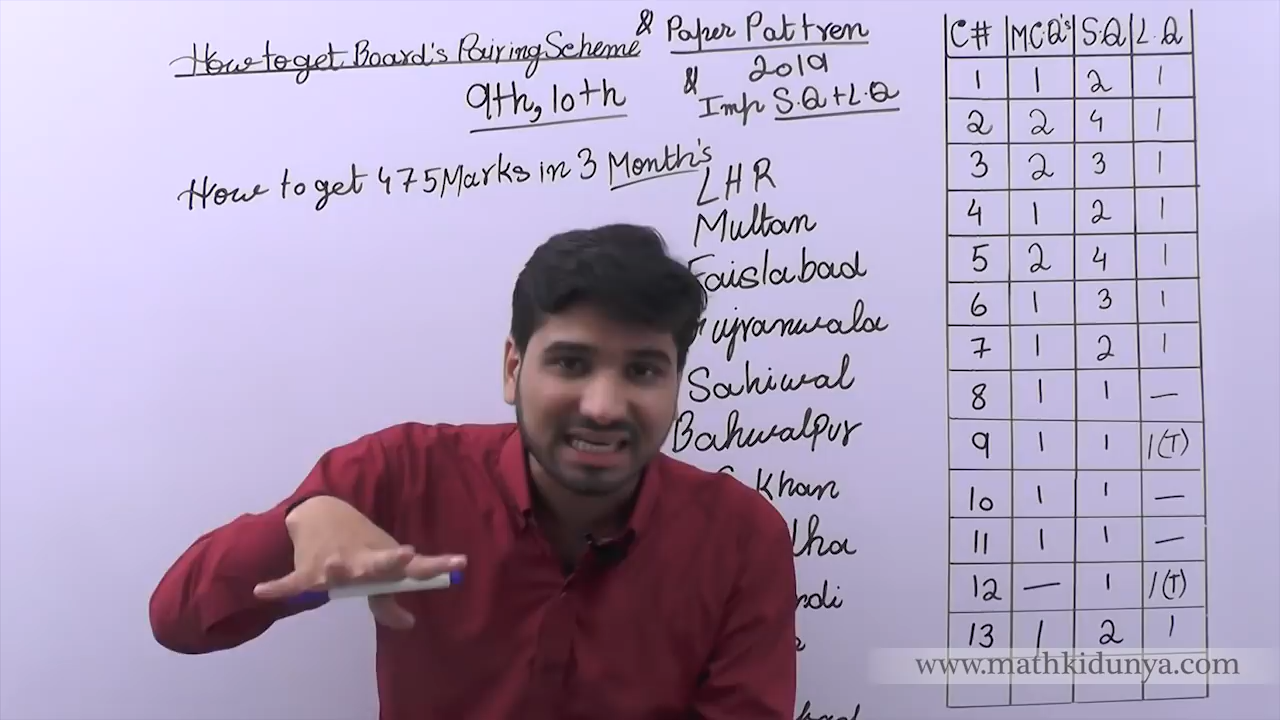 How to get Board's Pairing Scheme & Paper Pattren
9th, 10th & 2019
Imp S.Q + L.Q
How to get 475 Marks in 3 Month's
LHR
Multan
Faislabad
Sahiwal
Bahwalpur
Khan
C# MCQ's S.Q L.Q
1 1 2 1
2 2 4 1
3 2 3 1
4 1 2 1
5 2 4 1
6 1 3 1
7 1 2 1
8 1 1 —
9 1 1 1(T)
10 1 1 —
11 1 1 —
12 — 1 1(T)
13 1 2 1
www.mathkidunya.com